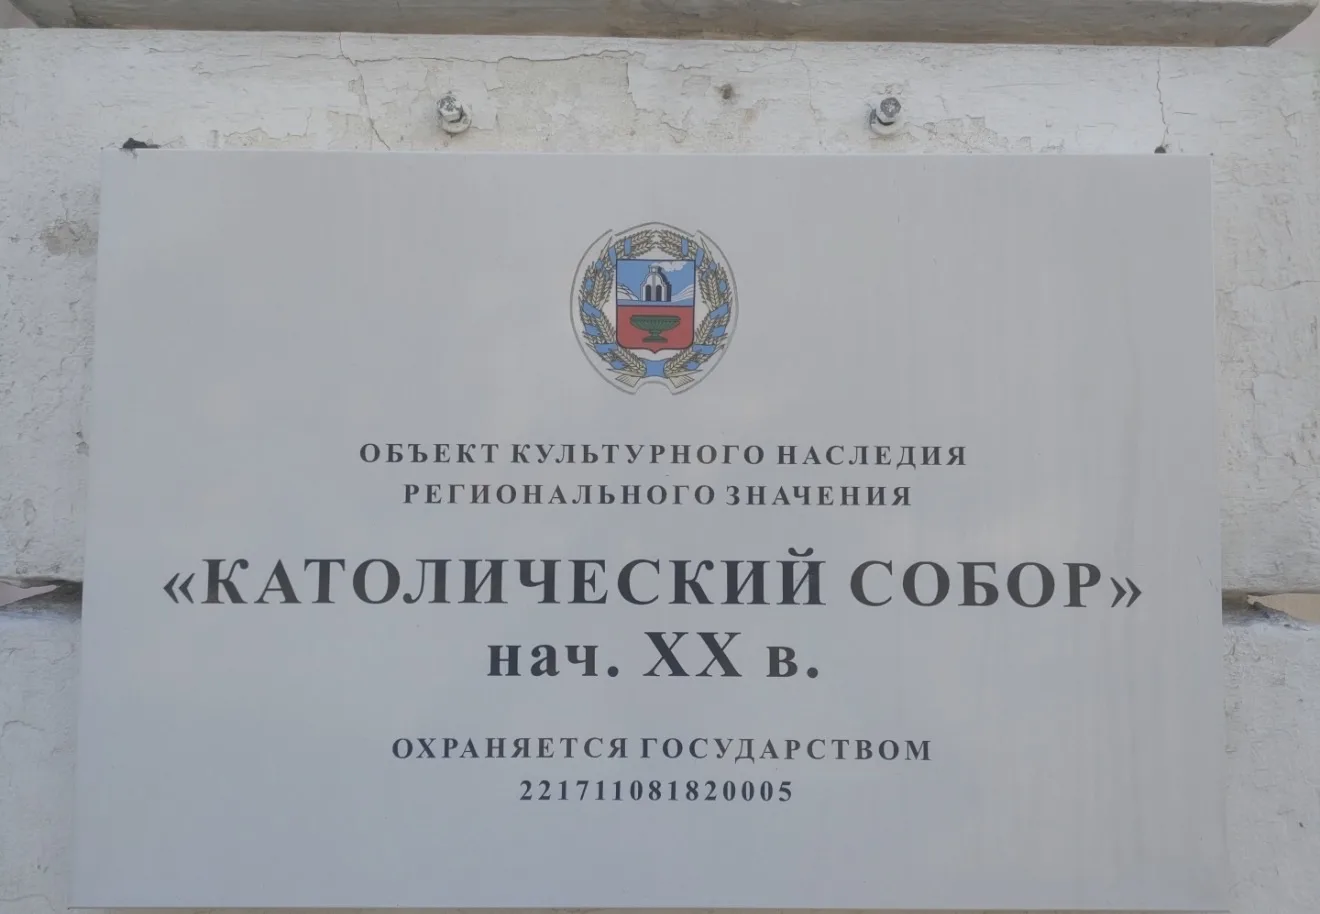 ОБЪЕКТ КУЛЬТУРНОГО НАСЛЕДИЯ
РЕГИОНАЛЬНОГО ЗНАЧЕНИЯ
«КАТОЛИЧЕСКИЙ СОБОР»
нач. XX в.
ОХРАНЯЕТСЯ ГОСУДАРСТВОМ
221711081820005